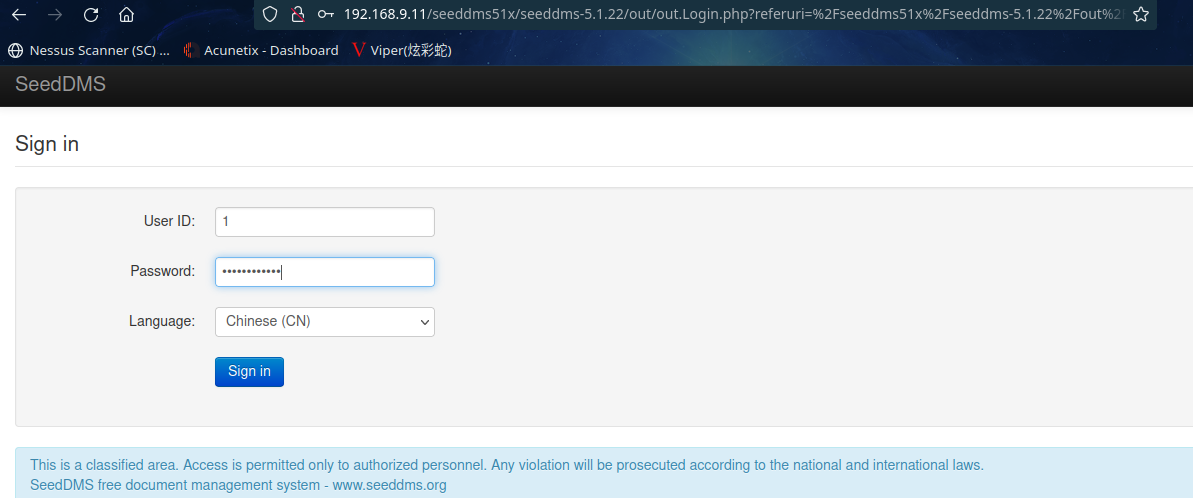 192.168.9.11/seeddms51x/seeddms-5.1.22/out/out.Login.php?referuri=%2Fseeddms51x%2Fseeddms-5.1.22%2Fout%2
Nessus Scanner (SC) ... Acunetix - Dashboard Viper(炫彩蛇)
SeedDMS
Sign in
User ID: 1
Password: ••••••••••••
Language: Chinese (CN)
Sign in
This is a classified area. Access is permitted only to authorized personnel. Any violation will be prosecuted according to the national and international laws.
SeedDMS free document management system - www.seeddms.org